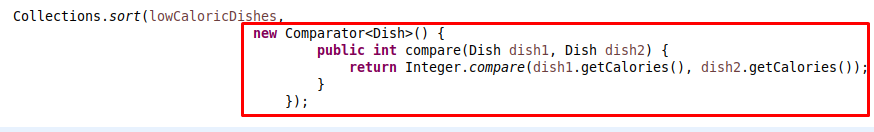 Collections.sort(lowCaloricDishes,
new Comparator<Dish>() {
public int compare(Dish dish1, Dish dish2) {
return Integer.compare(dish1.getCalories(), dish2.getCalories());
}
});